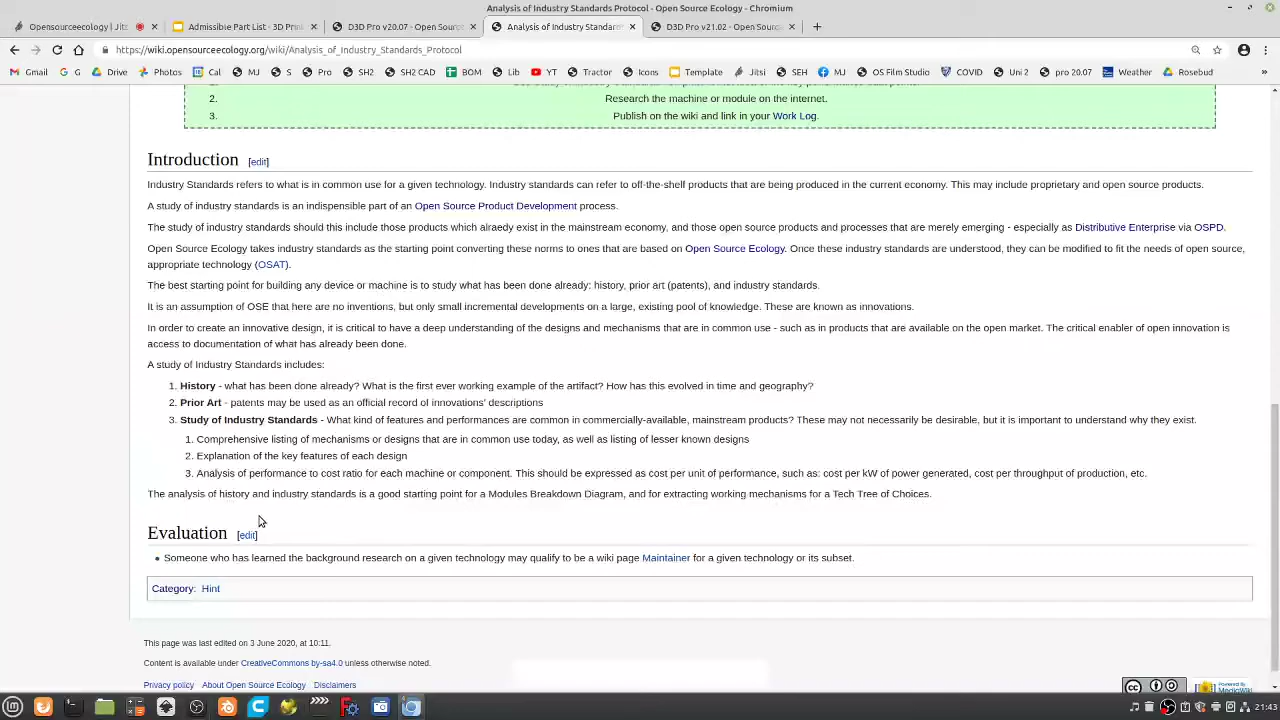 Analysis of Industry Standards Protocol - Open Source Ecology - Chromium
Opensourceecology | Jits
Admissible Part List - 3D Print
D3D Pro v20.07 - Open Sourc
Analysis of Industry Standard
D3D Pro v21.02 - Open Sourc
https://wiki.opensourceecology.org/wiki/Analysis_of_Industry_Standards_Protocol
Gmail G Drive Photos Cal MJ S Pro SH2 SH2 CAD BOM Lib YT Tractor Icons Template Jitsi SEH MJ OS Film Studio COVID Uni 2 pro 20.07 Weather Rosebud »
2. Research the machine or module on the internet.
3. Publish on the wiki and link in your Work Log.
Introduction [edit]
Industry Standards refers to what is in common use for a given technology. Industry standards can refer to off-the-shelf products that are being produced in the current economy. This may include proprietary and open source products.
A study of industry standards is an indispensible part of an Open Source Product Development process.
The study of industry standards should this include those products which alraedy exist in the mainstream economy, and those open source products and processes that are merely emerging - especially as Distributive Enterprise via OSPD.
Open Source Ecology takes industry standards as the starting point converting these norms to ones that are based on Open Source Ecology. Once these industry standards are understood, they can be modified to fit the needs of open source,
appropriate technology (OSAT).
The best starting point for building any device or machine is to study what has been done already: history, prior art (patents), and industry standards.
It is an assumption of OSE that here are no inventions, but only small incremental developments on a large, existing pool of knowledge. These are known as innovations.
In order to create an innovative design, it is critical to have a deep understanding of the designs and mechanisms that are in common use - such as in products that are available on the open market. The critical enabler of open innovation is
access to documentation of what has already been done.
A study of Industry Standards includes:
1. History - what has been done already? What is the first ever working example of the artifact? How has this evolved in time and geography?
2. Prior Art - patents may be used as an official record of innovations' descriptions
3. Study of Industry Standards - What kind of features and performances are common in commercially-available, mainstream products? These may not necessarily be desirable, but it is important to understand why they exist.
1. Comprehensive listing of mechanisms or designs that are in common use today, as well as listing of lesser known designs
2. Explanation of the key features of each design
3. Analysis of performance to cost ratio for each machine or component. This should be expressed as cost per unit of performance, such as: cost per kW of power generated, cost per throughput of production, etc.
The analysis of history and industry standards is a good starting point for a Modules Breakdown Diagram, and for extracting working mechanisms for a Tech Tree of Choices.
Evaluation [edit]
• Someone who has learned the background research on a given technology may qualify to be a wiki page Maintainer for a given technology or its subset.
Category: Hint
This page was last edited on 3 June 2020, at 10:11.
Content is available under CreativeCommons by-sa4.0 unless otherwise noted.
Privacy policy About Open Source Ecology Disclaimers
21:43